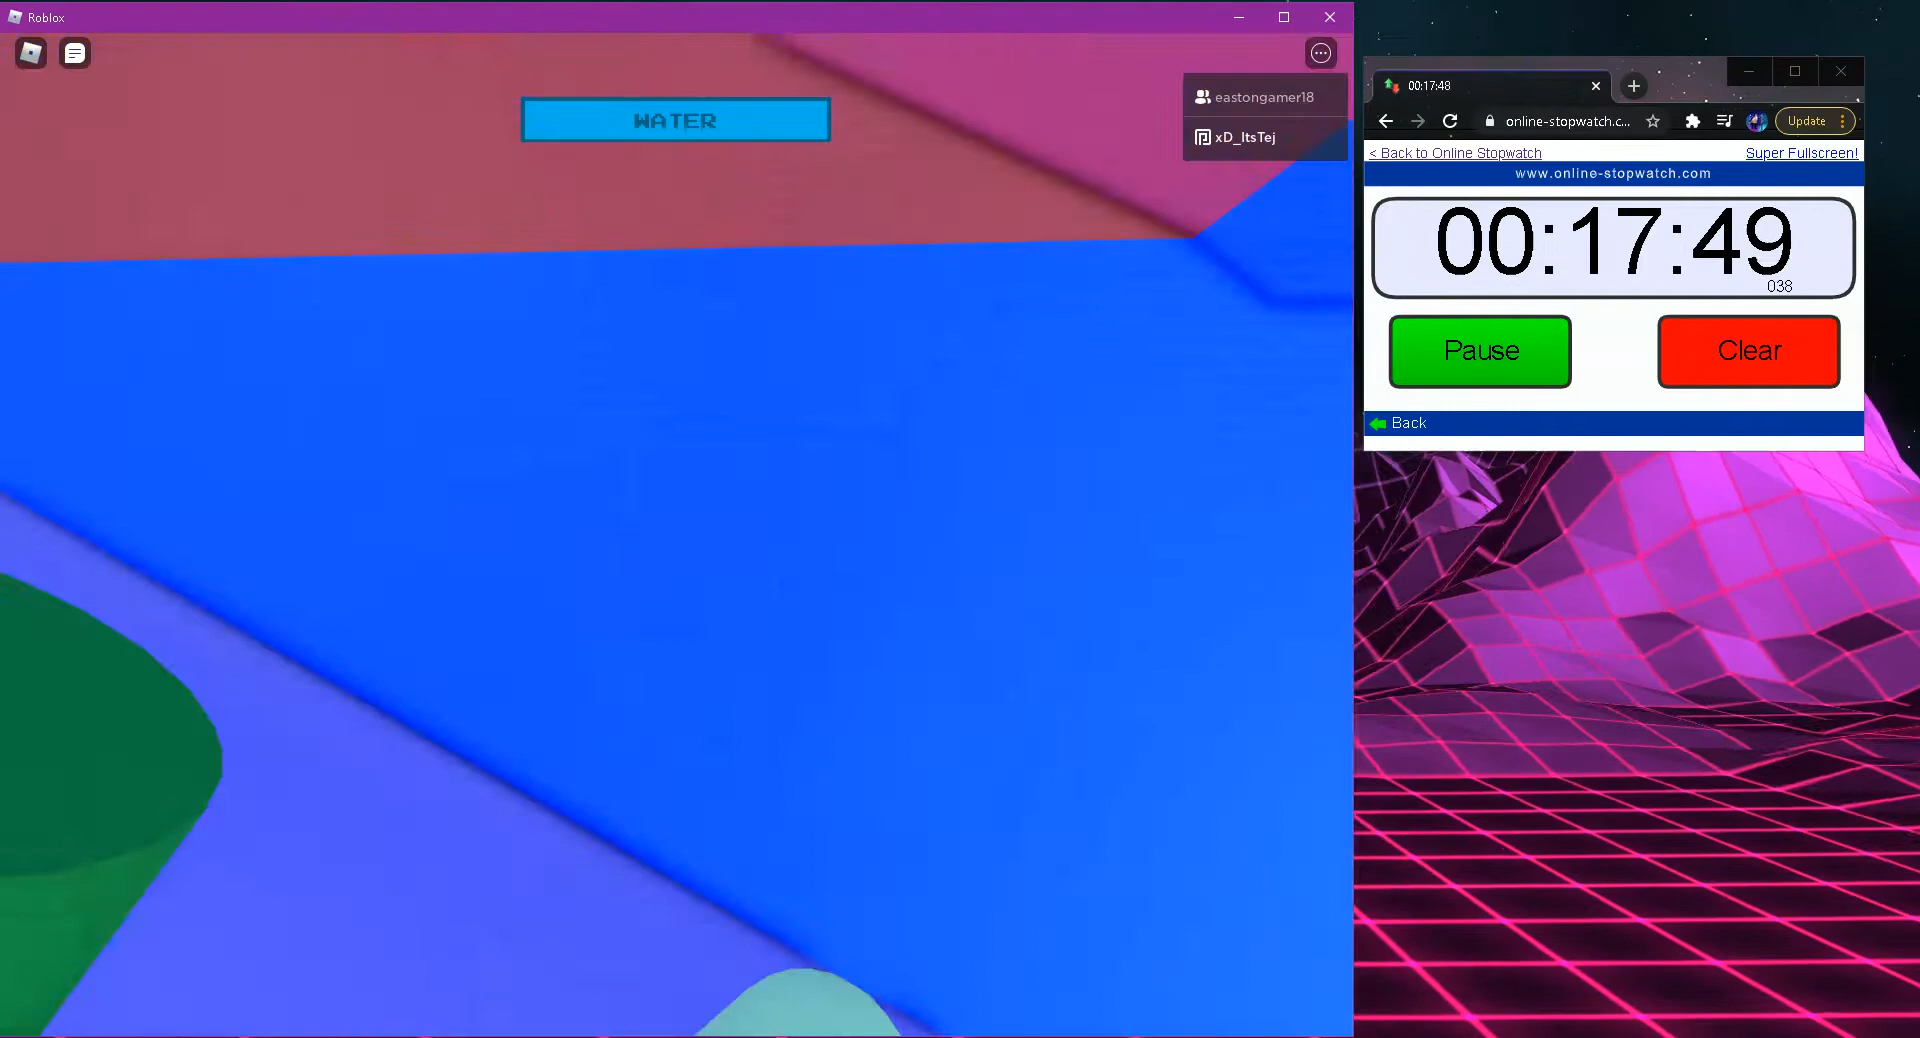 Roblox
WATER
eastongamer18
xD_ItsTej
00:17:48
online-stopwatch.c...
Update
< Back to Online Stopwatch
Super Fullscreen!
www.online-stopwatch.com
00:17:49
038
Pause
Clear
Back